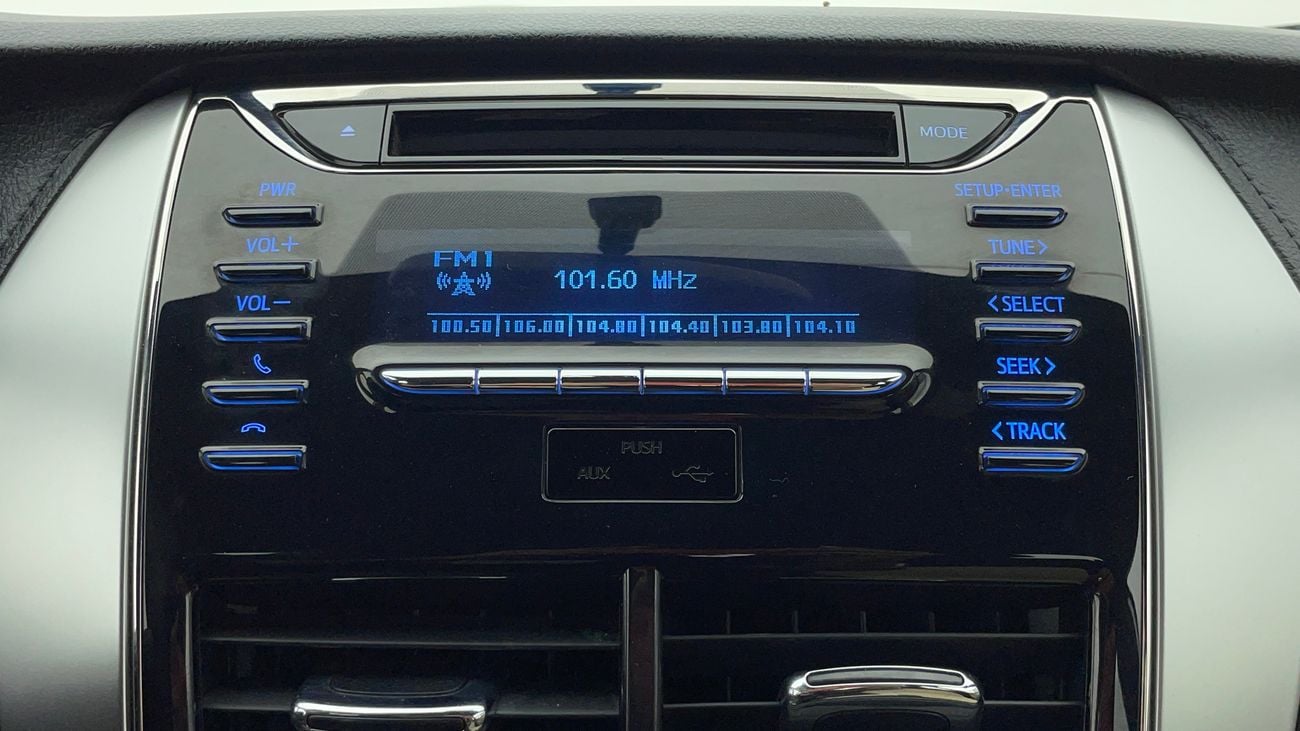 MODE
PWR
SETUP·ENTER
VOL+
TUNE>
FM1
101.60 MHz
VOL−
<SELECT
100.50|106.00|104.80|104.40|103.80|104.10
SEEK>
<TRACK
PUSH
AUX